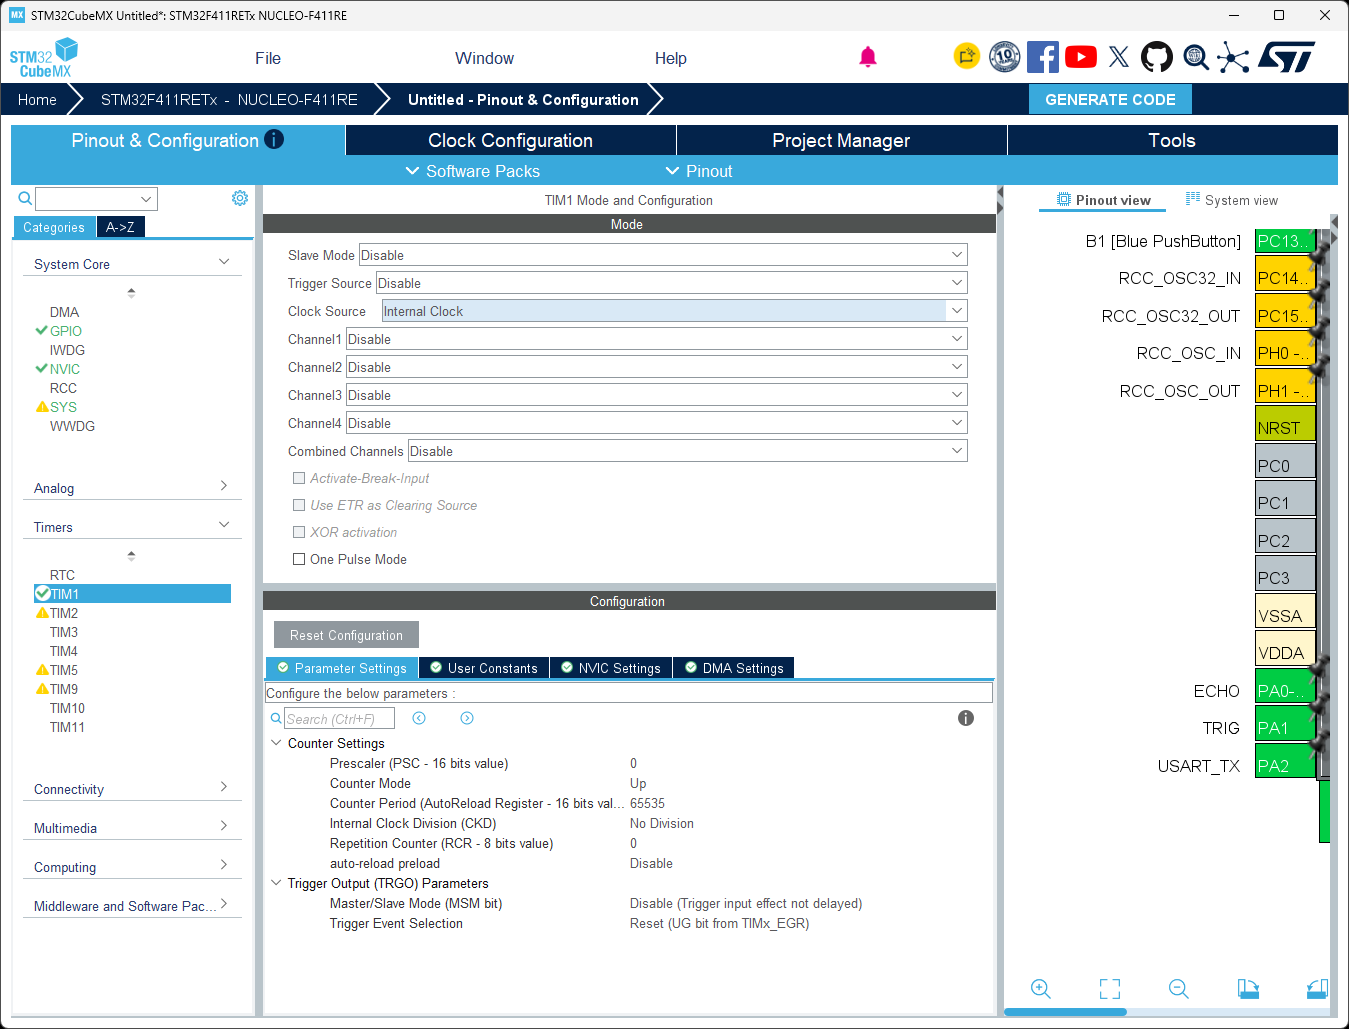 STM32CubeMX Untitled*: STM32F411RETx NUCLEO-F411RE
STM32 CubeMX
File Window Help
10
Home STM32F411RETx - NUCLEO-F411RE Untitled - Pinout & Configuration GENERATE CODE
Pinout & Configuration Clock Configuration Project Manager Tools
Software Packs Pinout
Categories A->Z
System Core
DMA
GPIO
IWDG
NVIC
RCC
SYS
WWDG
Analog
Timers
RTC
TIM1
TIM2
TIM3
TIM4
TIM5
TIM9
TIM10
TIM11
Connectivity
Multimedia
Computing
Middleware and Software Pac...
TIM1 Mode and Configuration
Mode
Slave Mode Disable
Trigger Source Disable
Clock Source Internal Clock
Channel1 Disable
Channel2 Disable
Channel3 Disable
Channel4 Disable
Combined Channels Disable
Activate-Break-Input
Use ETR as Clearing Source
XOR activation
One Pulse Mode
Configuration
Reset Configuration
Parameter Settings User Constants NVIC Settings DMA Settings
Configure the below parameters :
Search (Ctrl+F)
Counter Settings
Prescaler (PSC - 16 bits value) 0
Counter Mode Up
Counter Period (AutoReload Register - 16 bits val... 65535
Internal Clock Division (CKD) No Division
Repetition Counter (RCR - 8 bits value) 0
auto-reload preload Disable
Trigger Output (TRGO) Parameters
Master/Slave Mode (MSM bit) Disable (Trigger input effect not delayed)
Trigger Event Selection Reset (UG bit from TIMx_EGR)
Pinout view System view
B1 [Blue PushButton] PC13..
RCC_OSC32_IN PC14..
RCC_OSC32_OUT PC15..
RCC_OSC_IN PH0 -..
RCC_OSC_OUT PH1 -..
NRST
PC0
PC1
PC2
PC3
VSSA
VDDA
ECHO PA0-..
TRIG PA1
USART_TX PA2